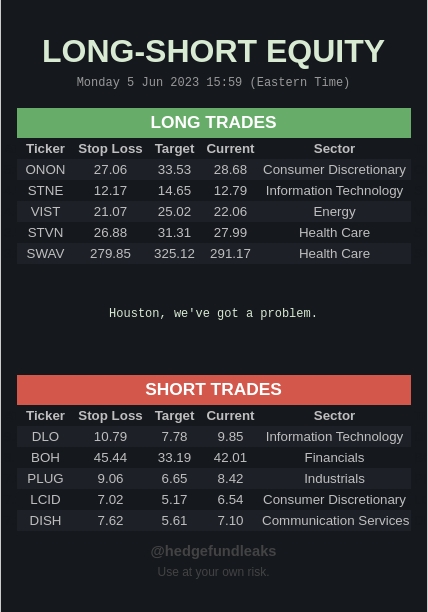 LONG-SHORT EQUITY
Monday 5 Jun 2023 15:59 (Eastern Time)
LONG TRADES
Ticker Stop Loss Target Current Sector
ONON 27.06 33.53 28.68 Consumer Discretionary
STNE 12.17 14.65 12.79 Information Technology
VIST 21.07 25.02 22.06 Energy
STVN 26.88 31.31 27.99 Health Care
SWAV 279.85 325.12 291.17 Health Care
Houston, we've got a problem.
SHORT TRADES
Ticker Stop Loss Target Current Sector
DLO 10.79 7.78 9.85 Information Technology
BOH 45.44 33.19 42.01 Financials
PLUG 9.06 6.65 8.42 Industrials
LCID 7.02 5.17 6.54 Consumer Discretionary
DISH 7.62 5.61 7.10 Communication Services
@hedgefundleaks
Use at your own risk.